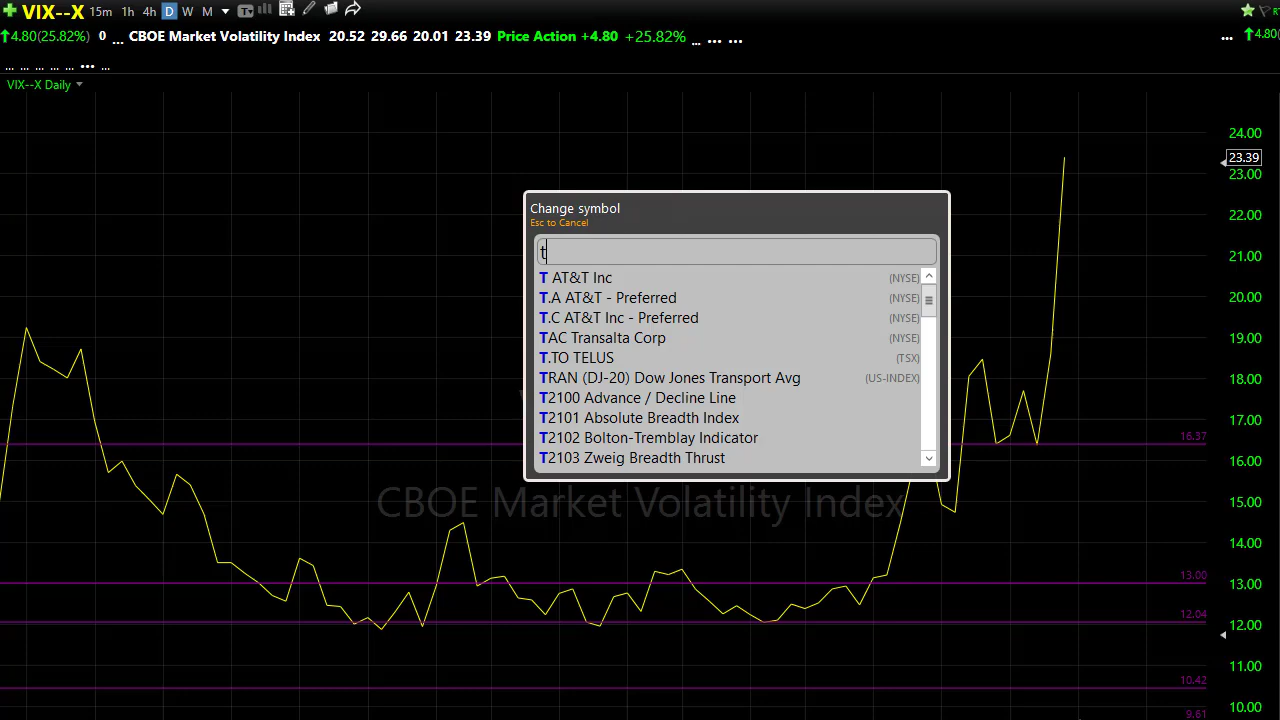 VIX--X 15m 1h 4h D W M
4.80(25.82%) 0 ... CBOE Market Volatility Index 20.52 29.66 20.01 23.39 Price Action +4.80 +25.82% ... ... ... ... 4.80(
... ... ... ... ... ... ...
VIX--X Daily
24.00
23.39
23.00
Change symbol
22.00
Esc to Cancel
t
21.00
T AT&T Inc (NYSE)
T.A AT&T - Preferred (NYSE)
20.00
T.C AT&T Inc - Preferred (NYSE)
TAC Transalta Corp (NYSE)
19.00
T.TO TELUS (TSX)
TRAN (DJ-20) Dow Jones Transport Avg (US-INDEX)
18.00
T2100 Advance / Decline Line
T2101 Absolute Breadth Index
17.00
T2102 Bolton-Tremblay Indicator
16.37
T2103 Zweig Breadth Thrust
16.00
CBOE Market Volatility Index
15.00
14.00
13.00
13.00
12.04
12.00
11.00
10.42
10.00
9.61